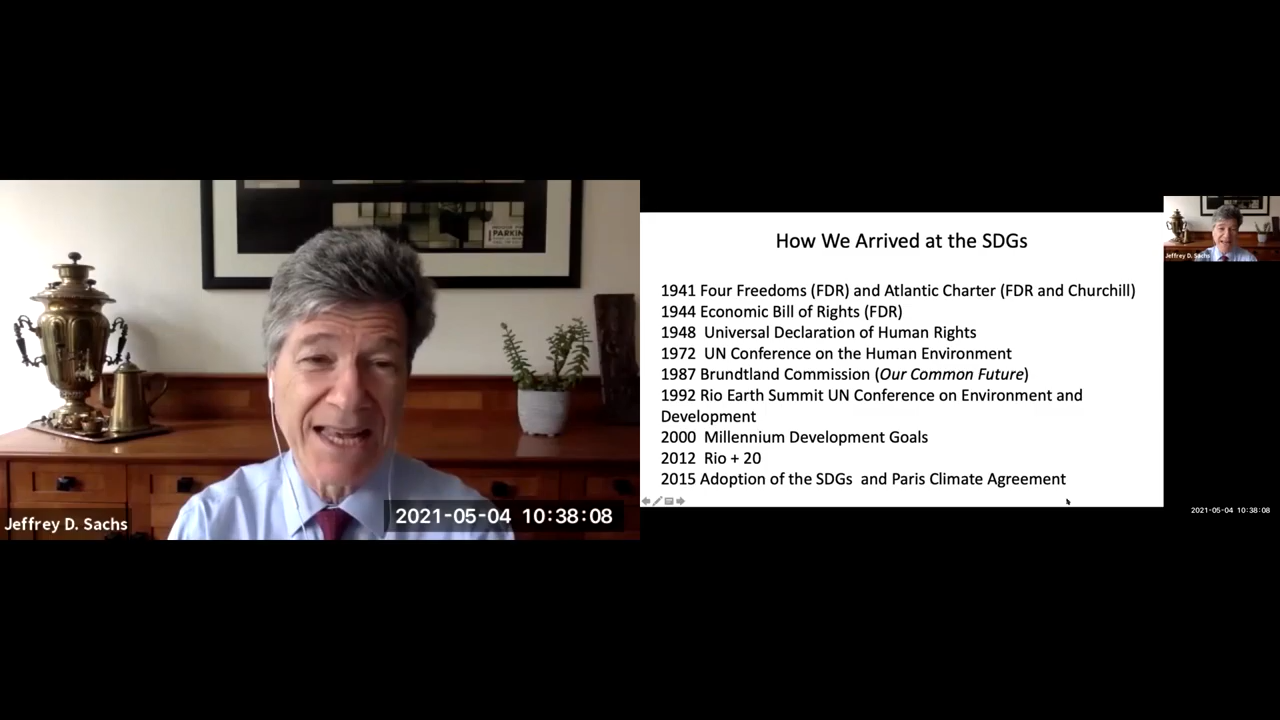 PARKIN
Jeffrey D. Sachs
2021-05-04 10:38:08
How We Arrived at the SDGs
1941 Four Freedoms (FDR) and Atlantic Charter (FDR and Churchill)
1944 Economic Bill of Rights (FDR)
1948 Universal Declaration of Human Rights
1972 UN Conference on the Human Environment
1987 Brundtland Commission (Our Common Future)
1992 Rio Earth Summit UN Conference on Environment and
Development
2000 Millennium Development Goals
2012 Rio + 20
2015 Adoption of the SDGs and Paris Climate Agreement
Jeffrey D. Sachs
2021-05-04 10:38:08